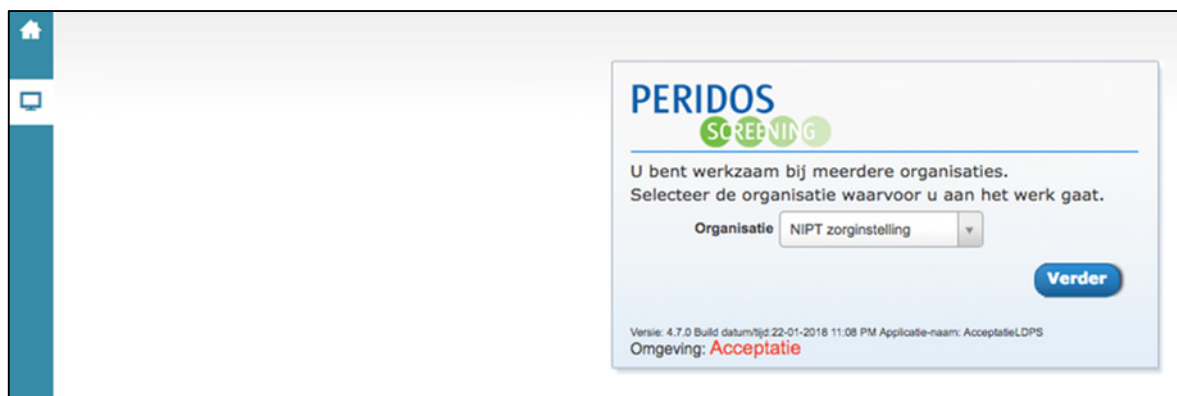 PERIDOS
SCREENING
U bent werkzaam bij meerdere organisaties.
Selecteer de organisatie waarvoor u aan het werk gaat.
Organisatie NIPT zorginstelling
Verder
Versie: 4.7.0 Build datum/tijd:22-01-2018 11:08 PM Applicatie-naam: AcceptatieLDPS
Omgeving: Acceptatie